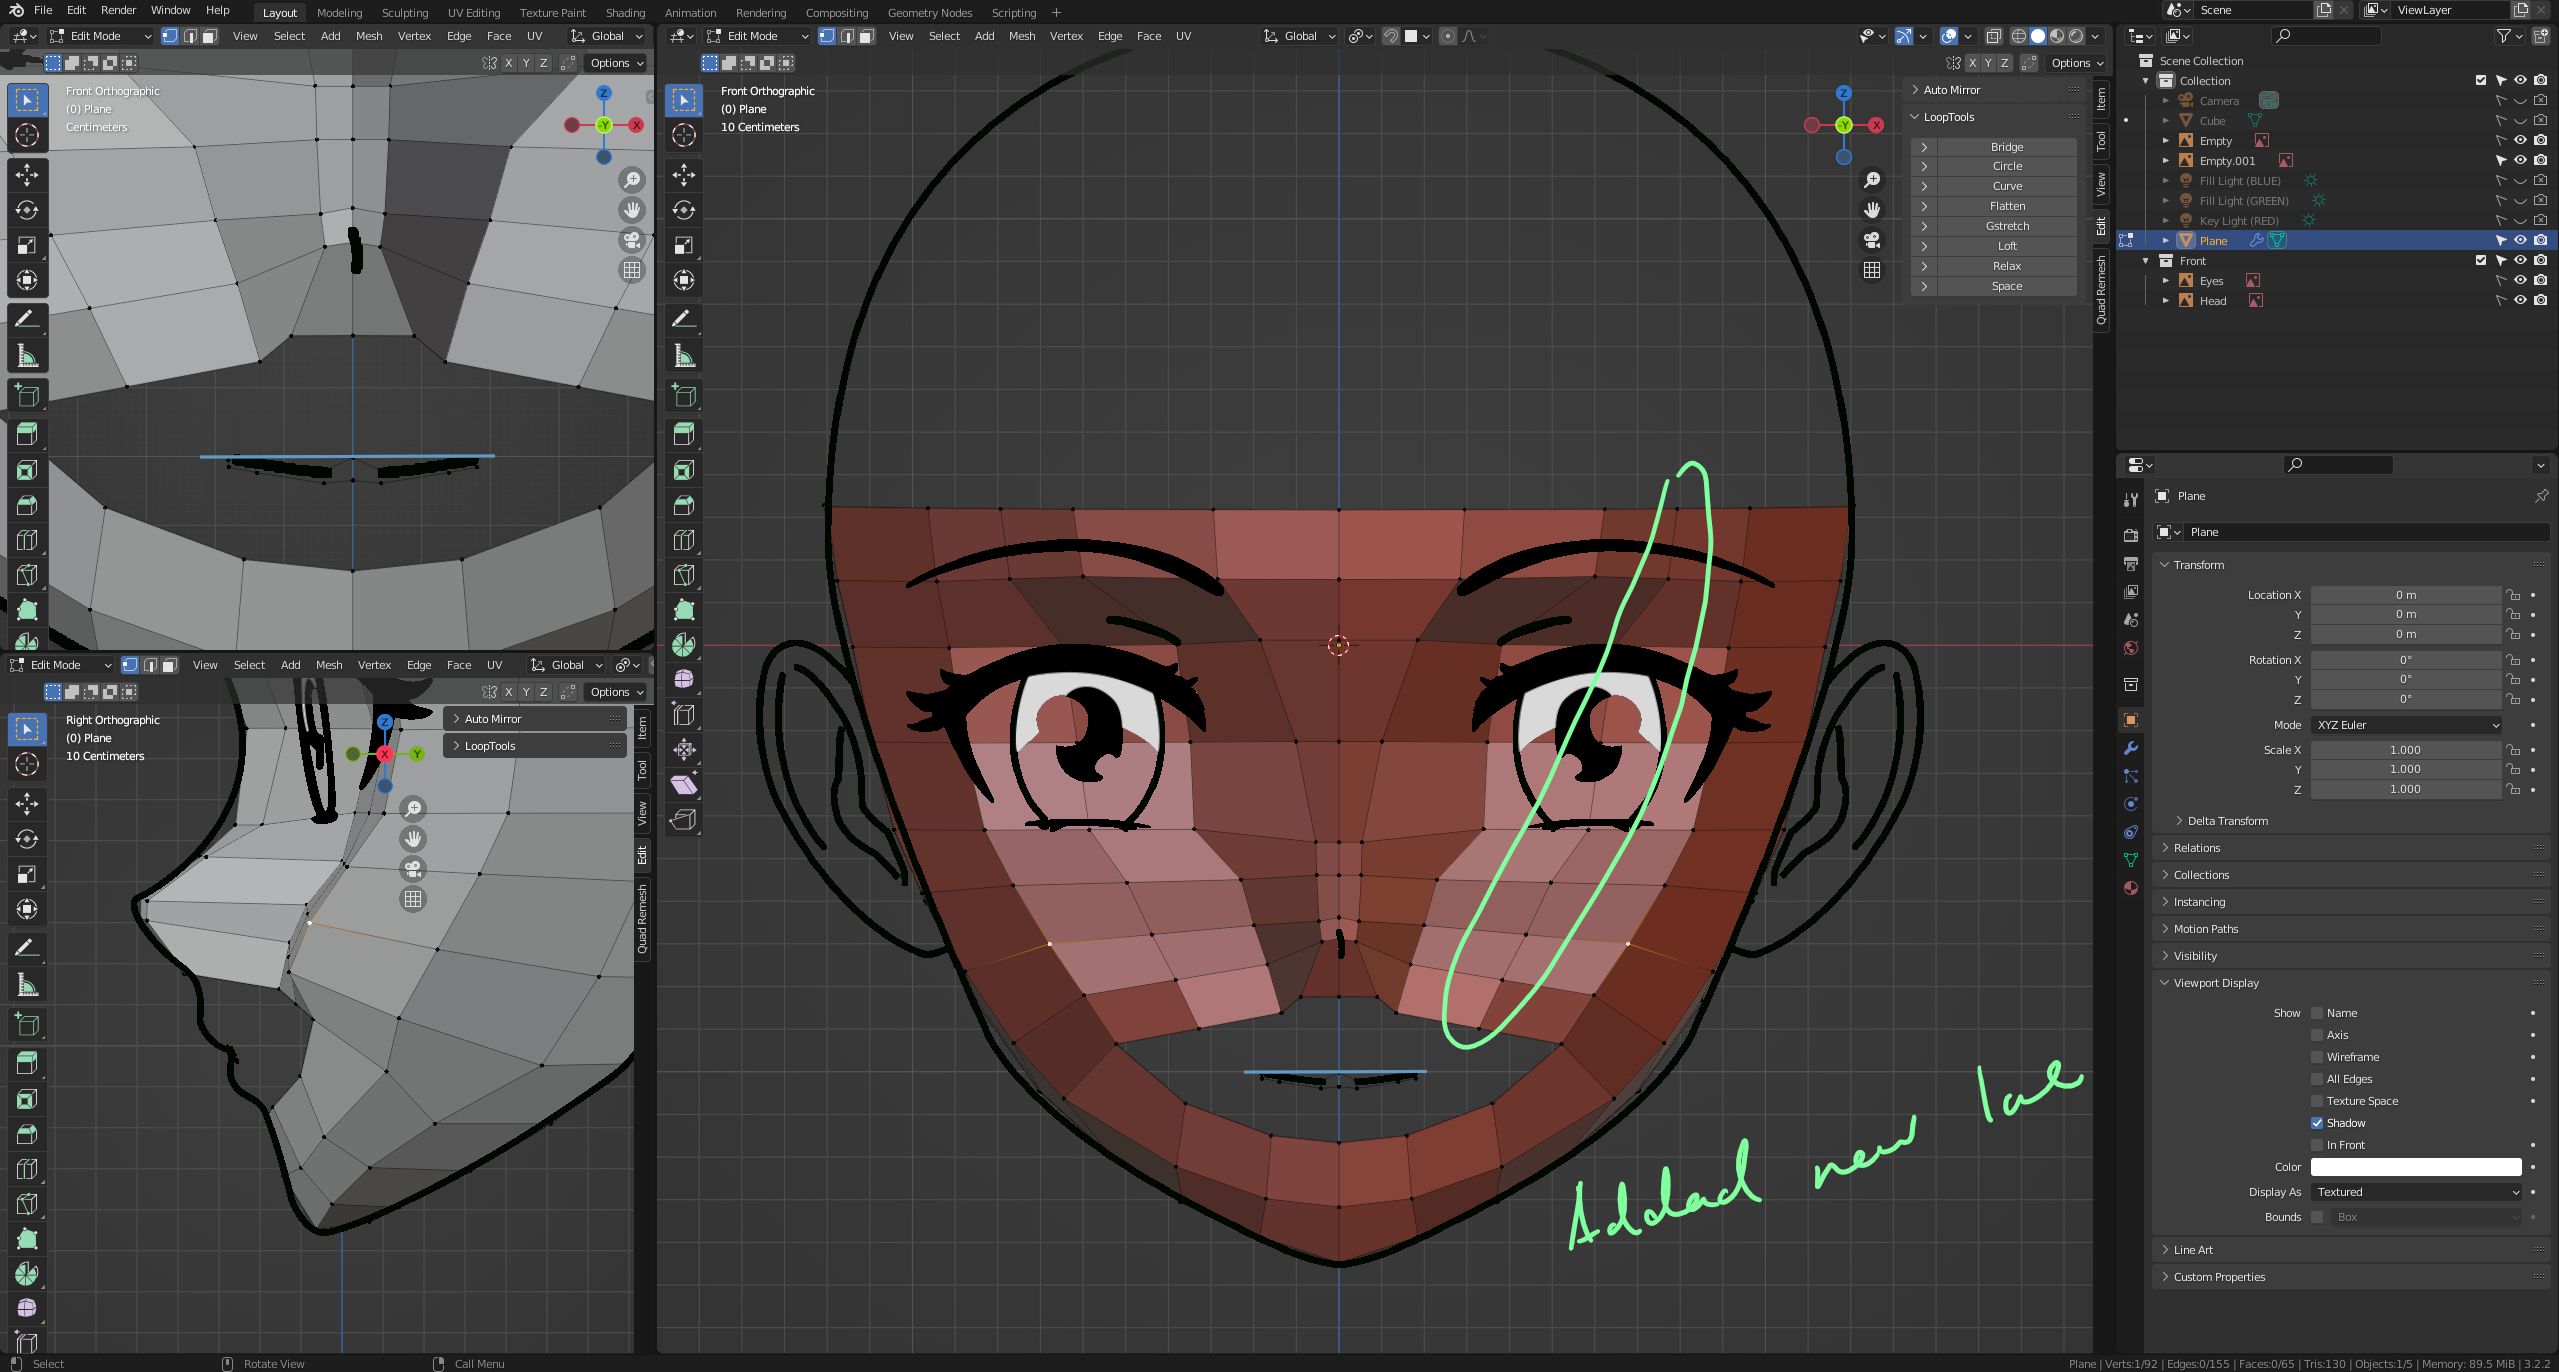 File Edit Render Window Help Layout Modeling Sculpting UV Editing Texture Paint Shading Animation Rendering Compositing Geometry Nodes Scripting + Scene ViewLayer
Edit Mode View Select Add Mesh Vertex Edge Face UV Global
X Y Z Options
Front Orthographic
(0) Plane
Centimeters
Z
-Y X
Edit Mode View Select Add Mesh Vertex Edge Face UV Global
X Y Z Options
Front Orthographic
(0) Plane
10 Centimeters
Z
-Y X
Auto Mirror
LoopTools
Bridge
Circle
Curve
Flatten
Gstretch
Loft
Relax
Space
Item
Tool
View
Edit
Quad Remesh
Added new
Edit Mode View Select Add Mesh Vertex Edge Face UV Global
X Y Z Options
Right Orthographic
(0) Plane
10 Centimeters
Z
X Y
Auto Mirror
LoopTools
Item
Tool
View
Edit
Quad Remesh
Scene Collection
Collection
Camera
Cube
Empty
Empty.001
Fill Light (BLUE)
Fill Light (GREEN)
Key Light (RED)
Plane
Front
Eyes
Head
Plane
Plane
Transform
Location X 0 m
Y 0 m
Z 0 m
Rotation X 0°
Y 0°
Z 0°
Mode XYZ Euler
Scale X 1.000
Y 1.000
Z 1.000
Delta Transform
Relations
Collections
Instancing
Motion Paths
Visibility
Viewport Display
Show Name
Axis
Wireframe
All Edges
Texture Space
Shadow
In Front
Color
Display As Textured
Bounds Box
Line Art
Custom Properties
Select Rotate View Call Menu Plane | Verts:1/92 | Edges:0/155 | Faces:0/65 | Tris:130 | Objects:1/5 | Memory: 89.5 MiB | 3.2.2